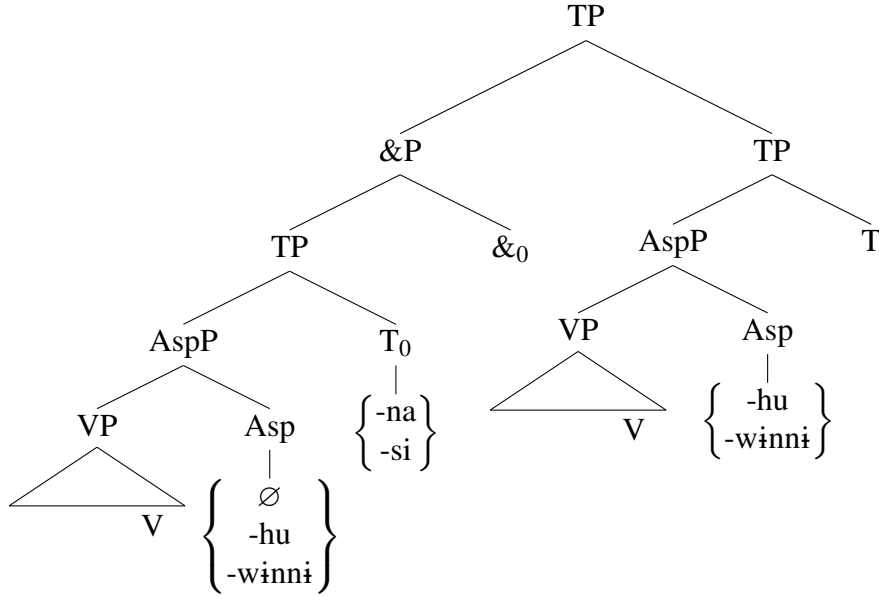 TP
&P TP
TP &₀ AspP T
AspP T₀ VP Asp
VP Asp -na V -hu
-si -wɨnnɨ
V ∅
-hu
-wɨnnɨ